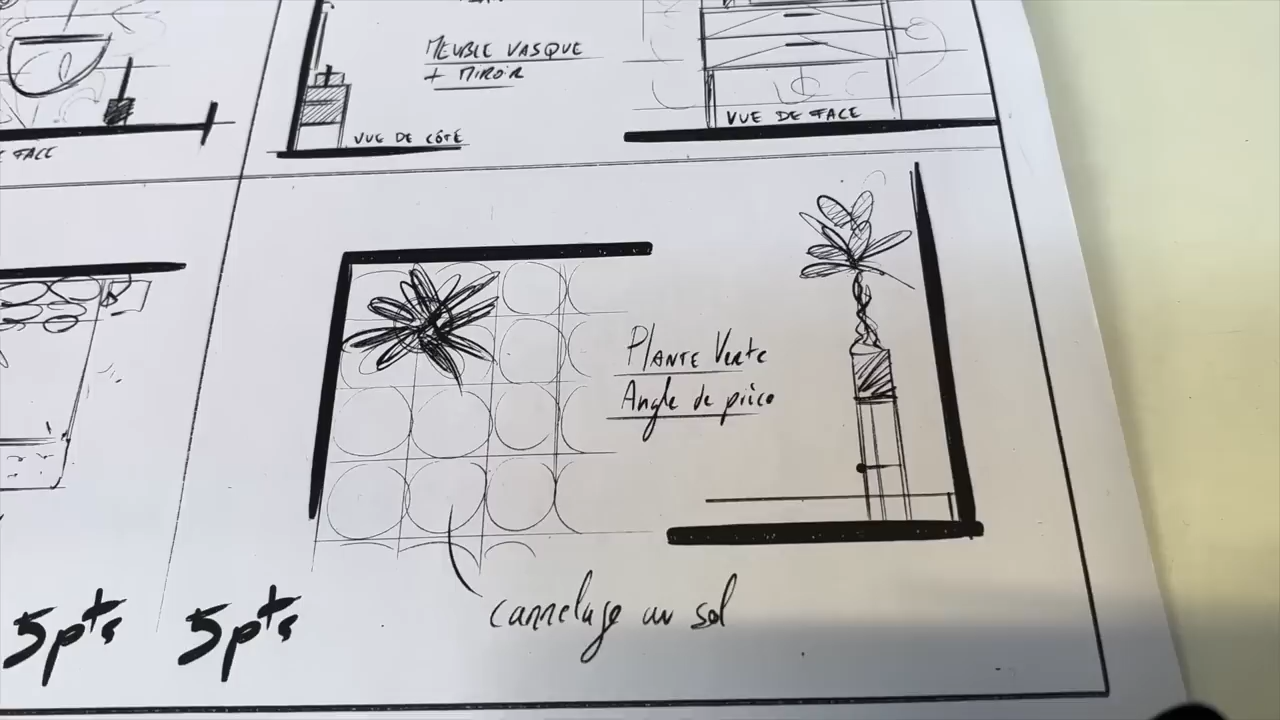 MEUBLE VASQUE
+ MIROIR
VUE DE CÔTÉ
VUE DE FACE
FACE
PLANTE VERTE
Angle de pièce
carrelage au sol
5pts
5pts